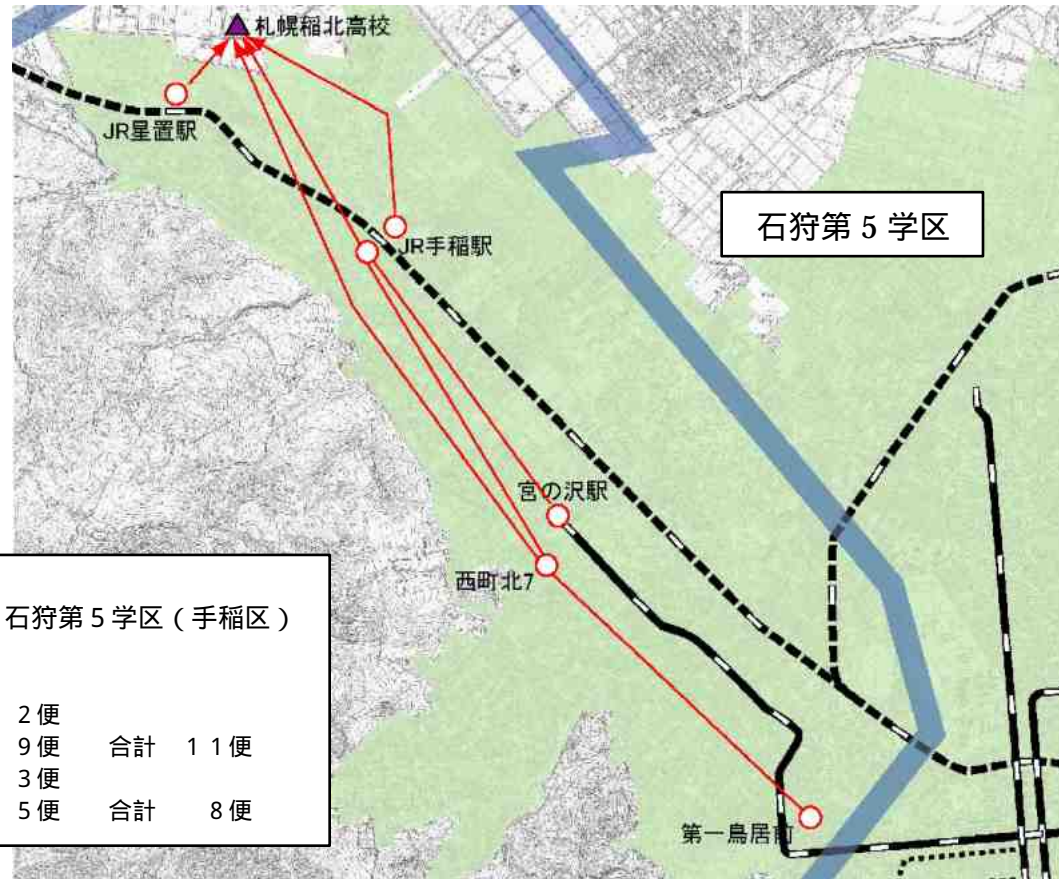 札幌稲北高校
JR星置駅
石狩第5学区
JR手稲駅
宮の沢駅
西町北7
石狩第5学区(手稲区)
2便
9便 合計 11便
3便
5便 合計 8便
第一鳥居前